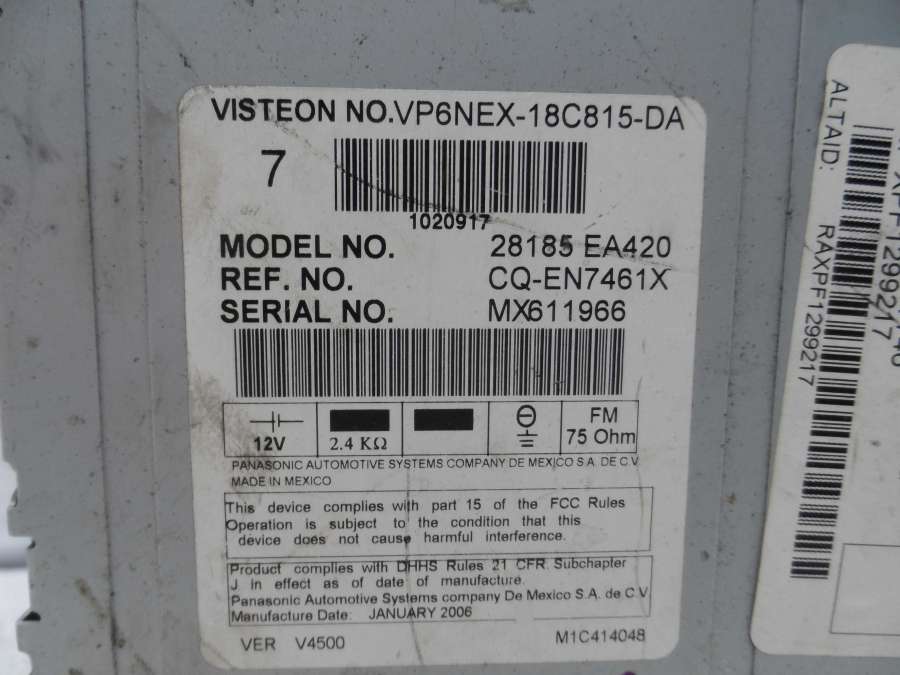 VISTEON NO.VP6NEX-18C815-DA
7
1020917
MODEL NO. 28185 EA420
REF. NO. CQ-EN7461X
SERIAL NO. MX611966
12V
2.4 KΩ
FM
75 Ohm
PANASONIC AUTOMOTIVE SYSTEMS COMPANY DE MEXICO S.A. DE C.V.
MADE IN MEXICO
This device complies with part 15 of the FCC Rules
Operation is subject to the condition that this
device does not cause harmful interference.
Product complies with DHHS Rules 21 CFR. Subchapter
J in effect as of date of manufacture.
Panasonic Automotive Systems company De Mexico S.A. de C.V.
Manufacture Date: JANUARY 2006
VER V4500
M1C414048
ALTAID:
RAXPF1299217